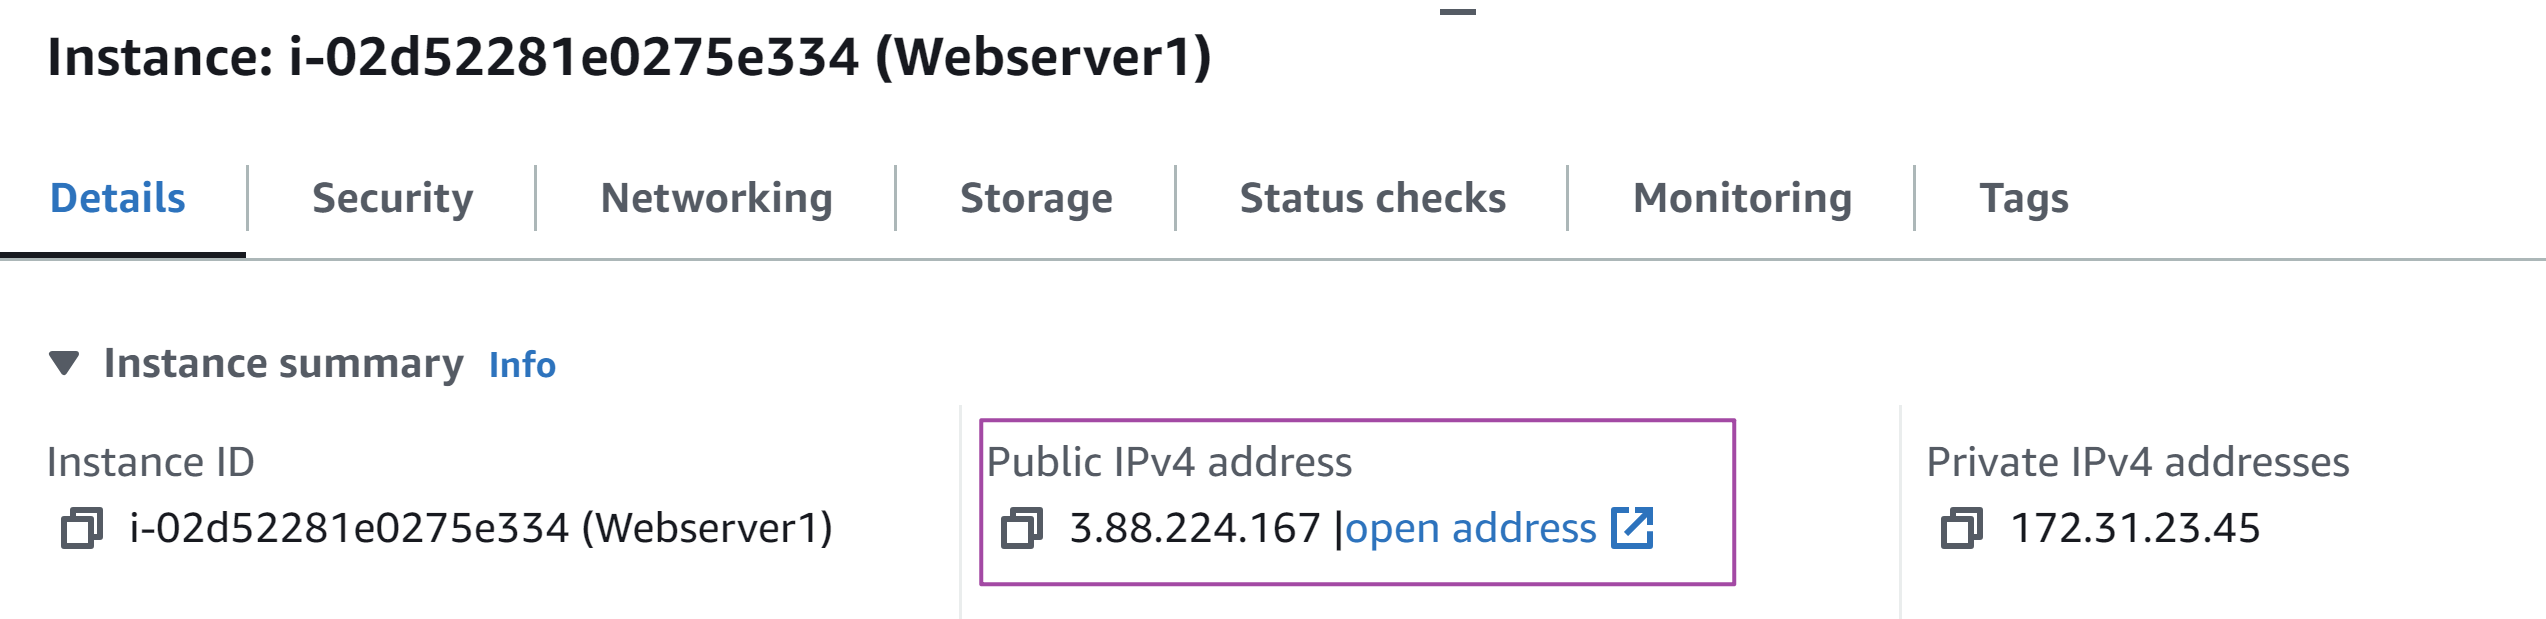 Instance: i-02d52281e0275e334 (Webserver1)
Details Security Networking Storage Status checks Monitoring Tags
Instance summary Info
Instance ID
i-02d52281e0275e334 (Webserver1)
Public IPv4 address
3.88.224.167 |open address
Private IPv4 addresses
172.31.23.45